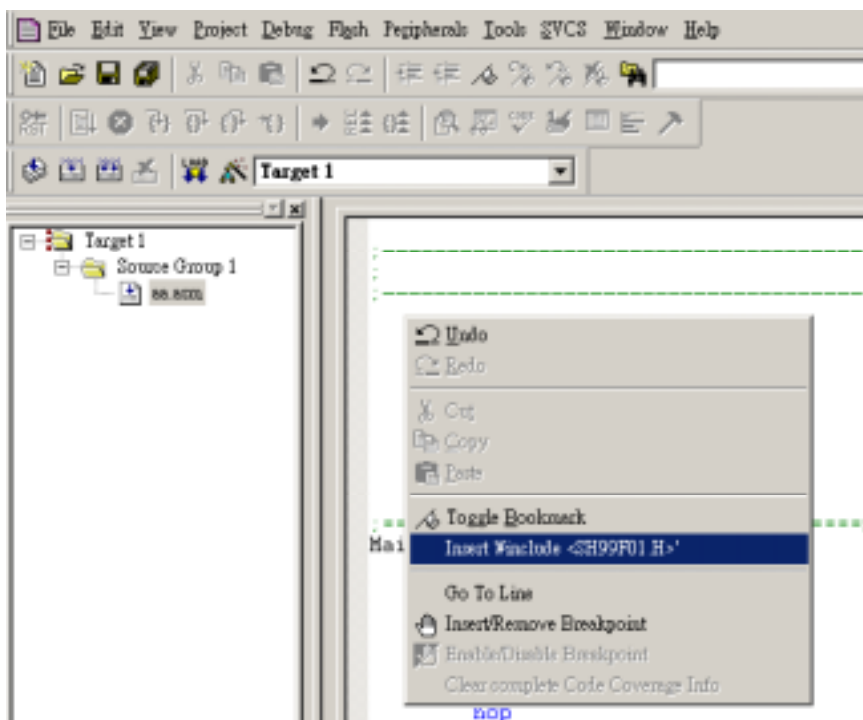 File Edit View Project Debug Flash Peripherals Tools SVCS Window Help
Target 1
Target 1
Source Group 1
Undo
Redo
Cut
Copy
Paste
Toggle Bookmark
Mai
Insert '#include <SH99F01.H>'
Go To Line
Insert/Remove Breakpoint
Enable/Disable Breakpoint
Clear complete Code Coverage Info
nop